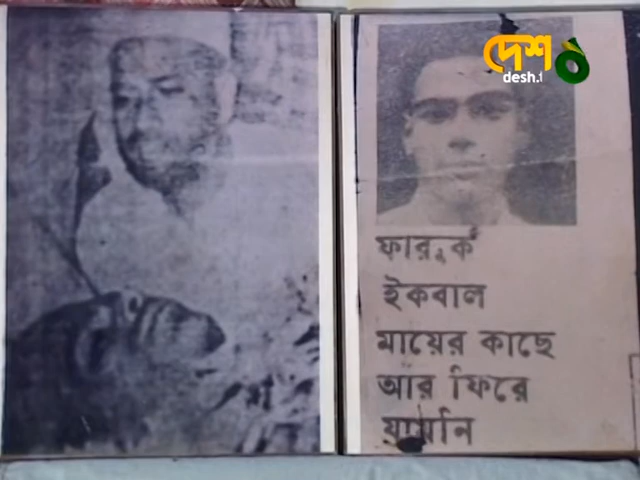 দেশ
desh.t
ফারুক
ইকবাল
মায়ের কাছে
আর ফিরে
যায়নি